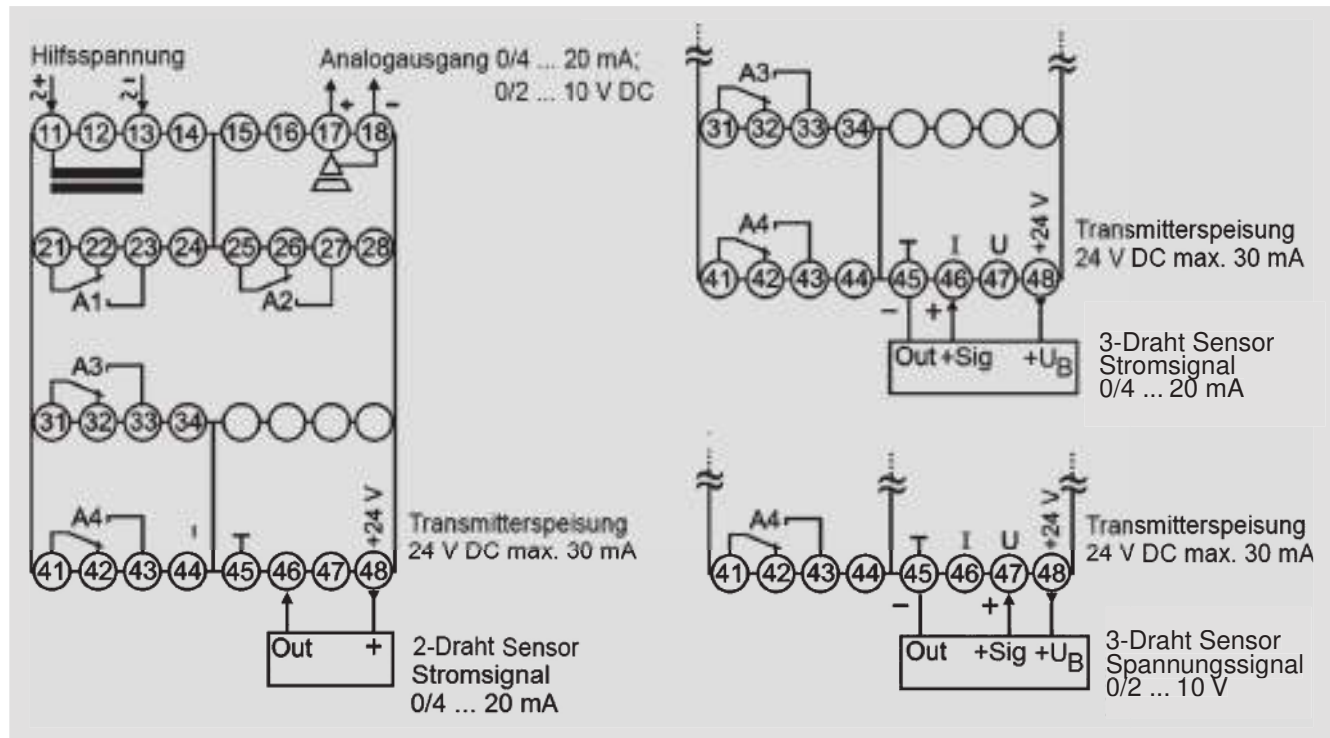 Hilfsspannung
Analogausgang 0/4 ... 20 mA;
0/2 ... 10 V DC
+ -
11 12 13 14 15 16 17 18
21 22 23 24 25 26 27 28
A1 A2
A3
31 32 33 34
A4 T +24 V
Transmitterspeisung
24 V DC max. 30 mA
41 42 43 44 45 46 47 48
Out +
2-Draht Sensor
Stromsignal
0/4 ... 20 mA
A3
31 32 33 34
A4 T I U +24 V
Transmitterspeisung
24 V DC max. 30 mA
41 42 43 44 45 46 47 48
- +
Out +Sig +UB
3-Draht Sensor
Stromsignal
0/4 ... 20 mA
A4 T I U +24 V
Transmitterspeisung
24 V DC max. 30 mA
41 42 43 44 45 46 47 48
- +
Out +Sig +UB
3-Draht Sensor
Spannungssignal
0/2 ... 10 V